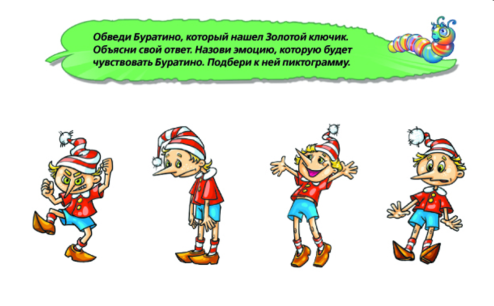 Обведи Буратино, который нашел Золотой ключик.
Объясни свой ответ. Назови эмоцию, которую будет
чувствовать Буратино. Подбери к ней пиктограмму.